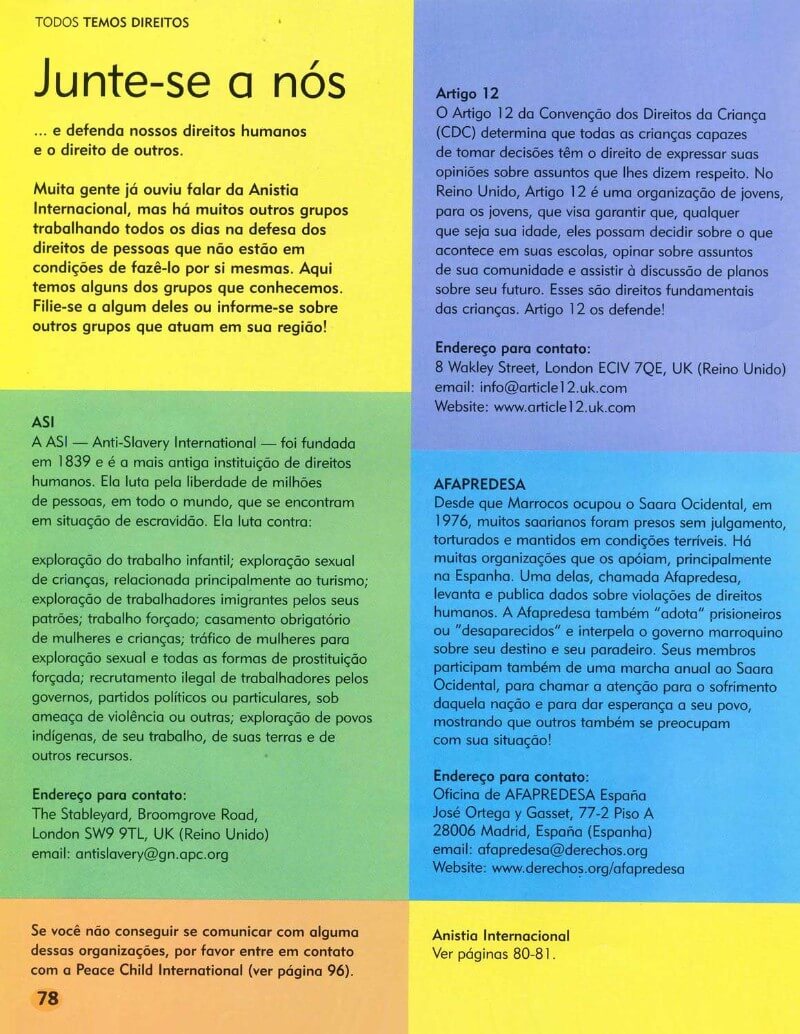 TODOS TEMOS DIREITOS
Junte-se a nós
... e defenda nossos direitos humanos
e o direito de outros.
Muita gente já ouviu falar da Anistia
Internacional, mas há muitos outros grupos
trabalhando todos os dias na defesa dos
direitos de pessoas que não estão em
condições de fazê-lo por si mesmas. Aqui
temos alguns dos grupos que conhecemos.
Filie-se a algum deles ou informe-se sobre
outros grupos que atuam em sua região!
ASI
A ASI — Anti-Slavery International — foi fundada
em 1839 e é a mais antiga instituição de direitos
humanos. Ela luta pela liberdade de milhões
de pessoas, em todo o mundo, que se encontram
em situação de escravidão. Ela luta contra:
exploração do trabalho infantil; exploração sexual
de crianças, relacionada principalmente ao turismo;
exploração de trabalhadores imigrantes pelos seus
patrões; trabalho forçado; casamento obrigatório
de mulheres e crianças; tráfico de mulheres para
exploração sexual e todas as formas de prostituição
forçada; recrutamento ilegal de trabalhadores pelos
governos, partidos políticos ou particulares, sob
ameaça de violência ou outras; exploração de povos
indígenas, de seu trabalho, de suas terras e de
outros recursos.
Endereço para contato:
The Stableyard, Broomgrove Road,
London SW9 9TL, UK (Reino Unido)
email: antislavery@gn.apc.org
Se você não conseguir se comunicar com alguma
dessas organizações, por favor entre em contato
com a Peace Child International (ver página 96).
78
Artigo 12
O Artigo 12 da Convenção dos Direitos da Criança
(CDC) determina que todas as crianças capazes
de tomar decisões têm o direito de expressar suas
opiniões sobre assuntos que lhes dizem respeito. No
Reino Unido, Artigo 12 é uma organização de jovens,
para os jovens, que visa garantir que, qualquer
que seja sua idade, eles possam decidir sobre o que
acontece em suas escolas, opinar sobre assuntos
de sua comunidade e assistir à discussão de planos
sobre seu futuro. Esses são direitos fundamentais
das crianças. Artigo 12 os defende!
Endereço para contato:
8 Wakley Street, London ECIV 7QE, UK (Reino Unido)
email: info@article12.uk.com
Website: www.article12.uk.com
AFAPREDESA
Desde que Marrocos ocupou o Saara Ocidental, em
1976, muitos saarianos foram presos sem julgamento,
torturados e mantidos em condições terríveis. Há
muitas organizações que os apóiam, principalmente
na Espanha. Uma delas, chamada Afapredesa,
levanta e publica dados sobre violações de direitos
humanos. A Afapredesa também "adota" prisioneiros
ou "desaparecidos" e interpela o governo marroquino
sobre seu destino e seu paradeiro. Seus membros
participam também de uma marcha anual ao Saara
Ocidental, para chamar a atenção para o sofrimento
daquela nação e para dar esperança a seu povo,
mostrando que outros também se preocupam
com sua situação!
Endereço para contato:
Oficina de AFAPREDESA España
José Ortega y Gasset, 77-2 Piso A
28006 Madrid, España (Espanha)
email: afapredesa@derechos.org
Website: www.derechos.org/afapredesa
Anistia Internacional
Ver páginas 80-81.